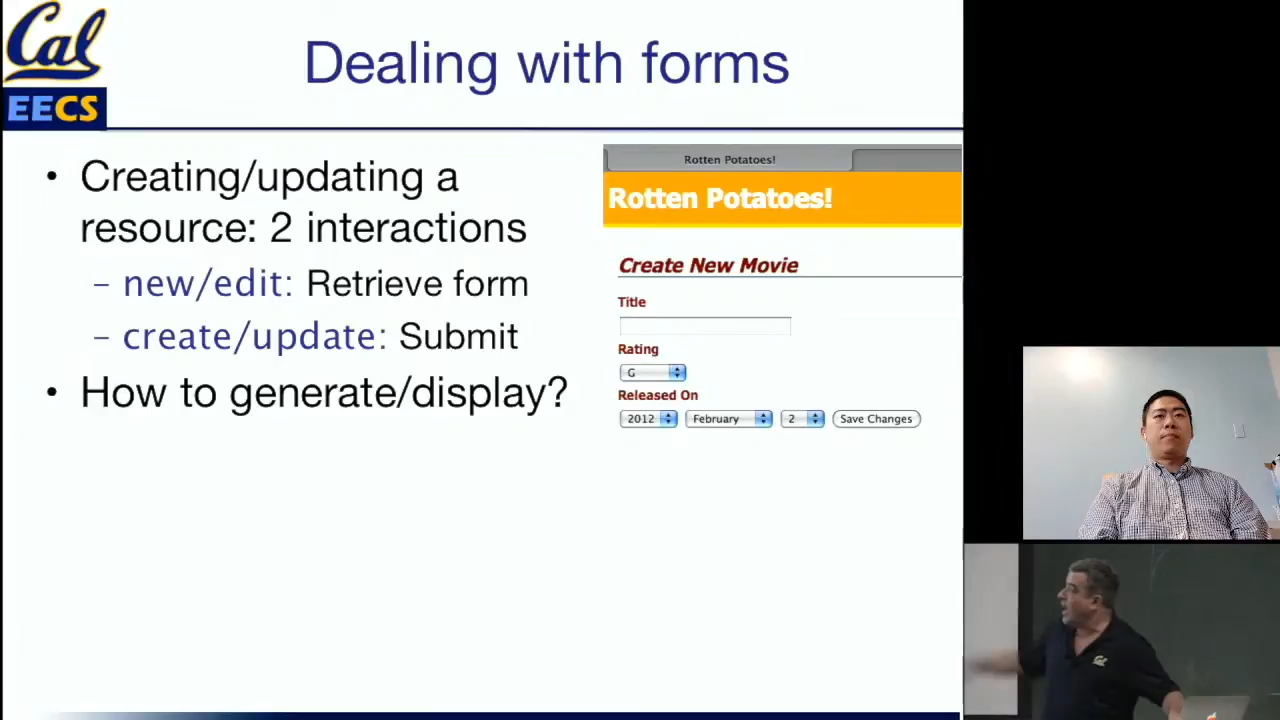 Cal
EECS
Dealing with forms
• Creating/updating a
resource: 2 interactions
– new/edit: Retrieve form
– create/update: Submit
• How to generate/display?
Rotten Potatoes!
Rotten Potatoes!
Create New Movie
Title
Rating
G
Released On
2012 February 2 Save Changes
Cal